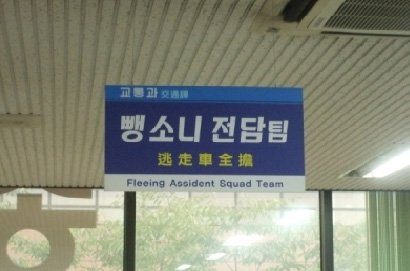 교통과 交通課
뺑소니 전담팀
逃走車全擔
Fleeing Assident Squad Team